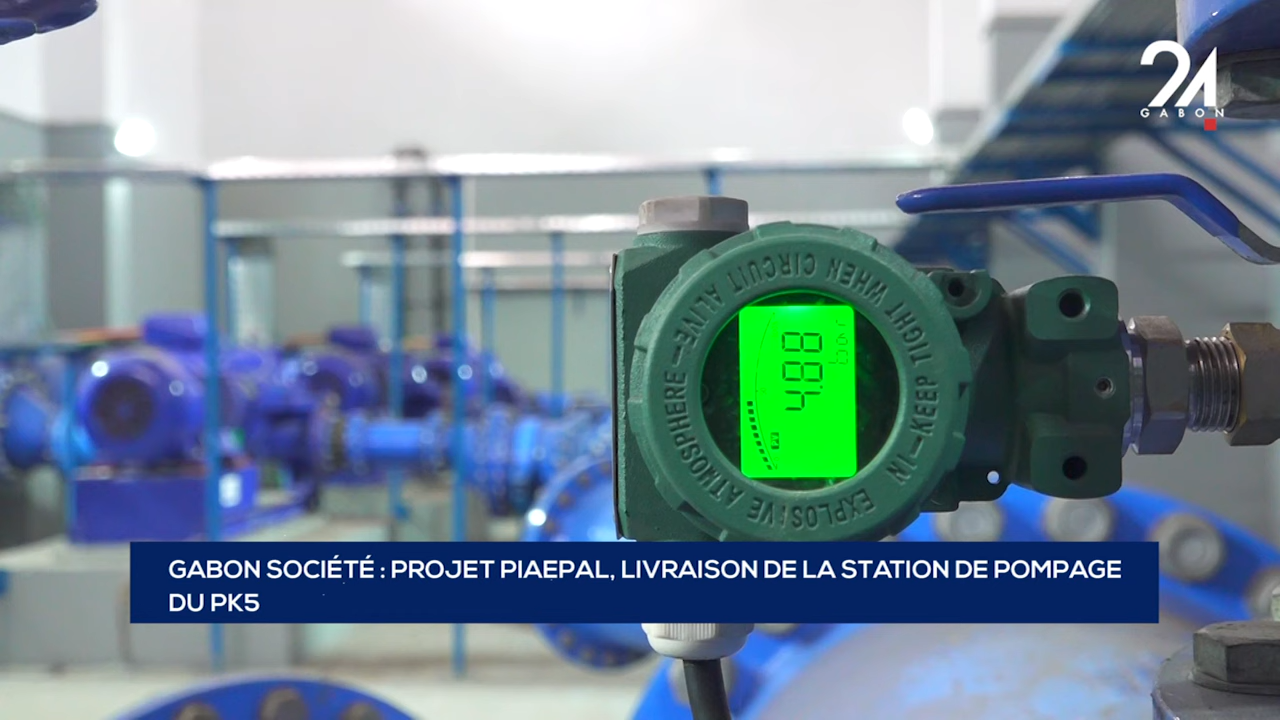 24
GABON
KEEP TIGHT WHEN CIRCUIT ALIVE
IN EXPLOSIVE ATMOSPHERE
4.88
bar
GABON SOCIÉTÉ : PROJET PIAEPAL, LIVRAISON DE LA STATION DE POMPAGE
DU PK5